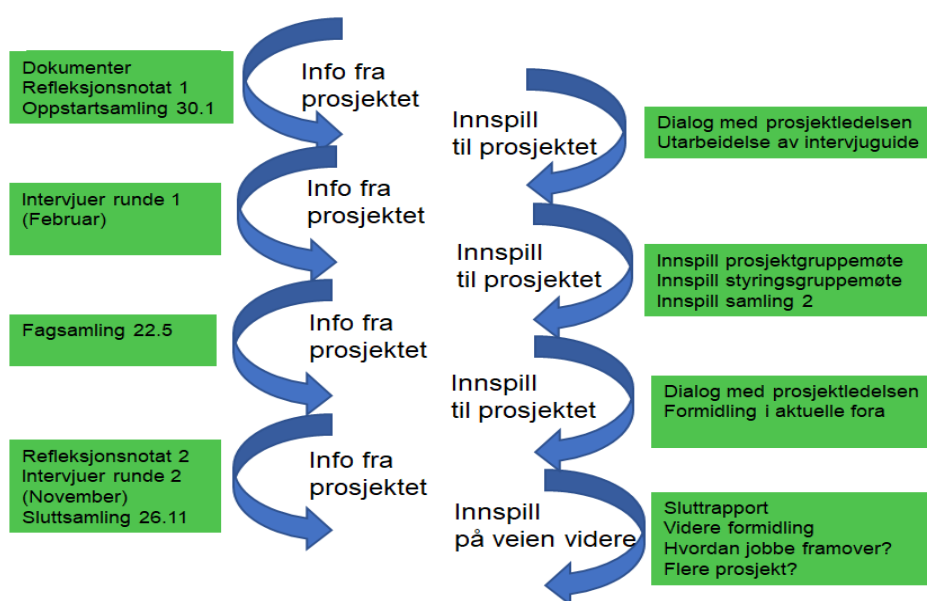 Dokumenter
Refleksjonsnotat 1
Oppstartsamling 30.1
Info fra
prosjektet
Innspill
til prosjektet
Dialog med prosjektledelsen
Utarbeidelse av intervjuguide
Intervjuer runde 1
(Februar)
Info fra
prosjektet
Innspill
til prosjektet
Innspill prosjektgruppemøte
Innspill styringsgruppemøte
Innspill samling 2
Fagsamling 22.5
Info fra
prosjektet
Innspill
til prosjektet
Dialog med prosjektledelsen
Formidling i aktuelle fora
Refleksjonsnotat 2
Intervjuer runde 2
(November)
Sluttsamling 26.11
Info fra
prosjektet
Innspill
på veien videre
Sluttrapport
Videre formidling
Hvordan jobbe framover?
Flere prosjekt?